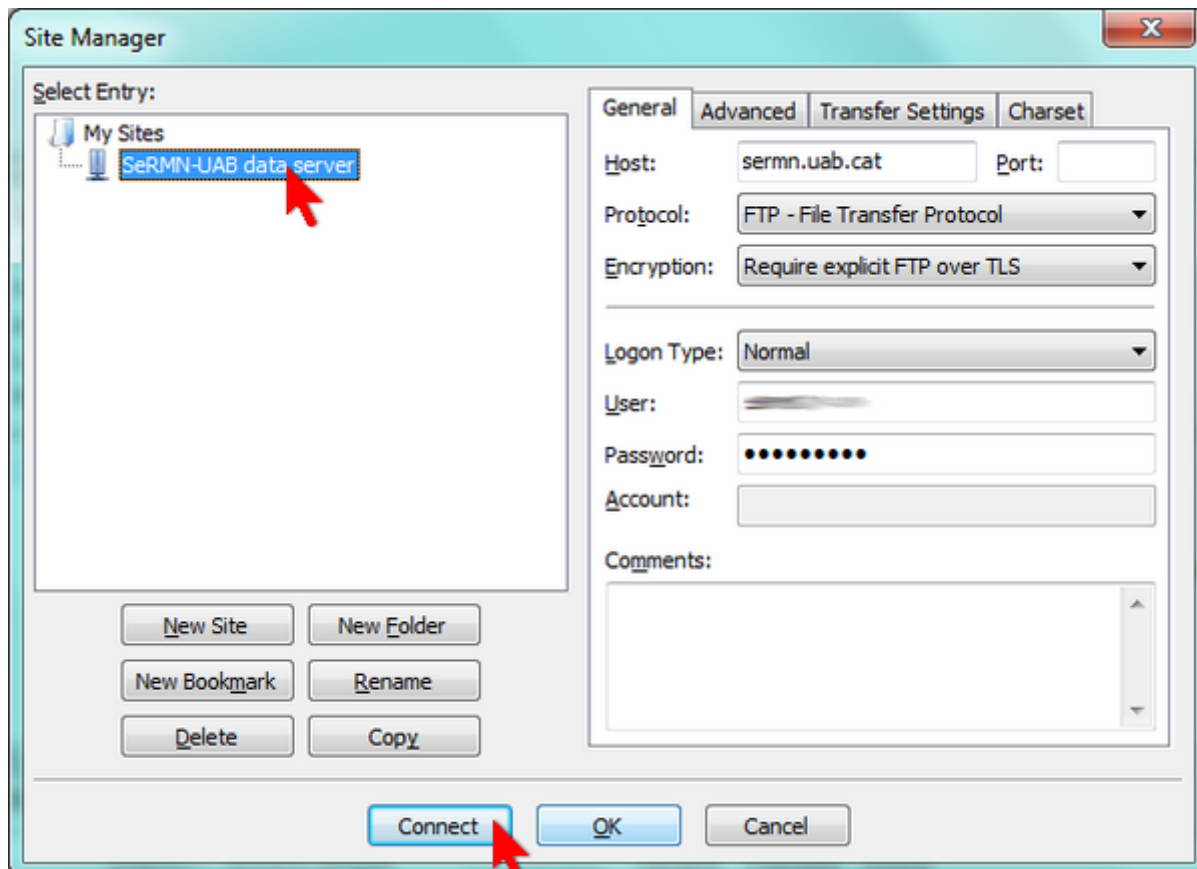 Site Manager
Select Entry:
My Sites
SeRMN-UAB data server
New Site New Folder
New Bookmark Rename
Delete Copy
General Advanced Transfer Settings Charset
Host: sermn.uab.cat Port:
Protocol: FTP - File Transfer Protocol
Encryption: Require explicit FTP over TLS
Logon Type: Normal
User:
Password: •••••••••
Account:
Comments:
Connect OK Cancel